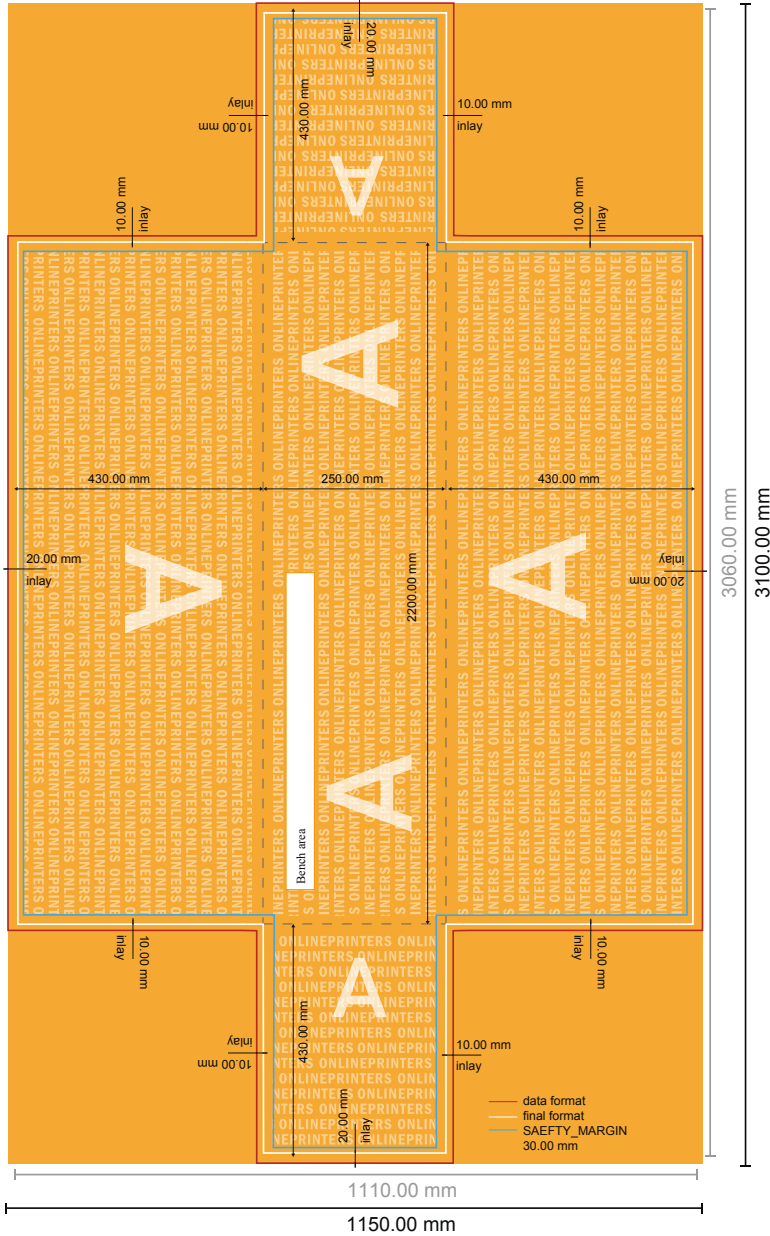 20.00 mm
inlay
430.00 mm
10.00 mm
inlay
10.00 mm
inlay
A
10.00 mm
inlay
10.00 mm
inlay
ONLINEPRINTERS ONLINEPRINTERS ONLINEPRINTERS
A
430.00 mm
250.00 mm
430.00 mm
20.00 mm
inlay
A
2200.00 mm
A
20.00 mm
inlay
3060.00 mm
3100.00 mm
A
Bench area
10.00 mm
inlay
10.00 mm
inlay
ONLINEPRINTERS ONLIN
A
430.00 mm
10.00 mm
inlay
10.00 mm
inlay
20.00 mm
inlay
data format
final format
SAEFTY_MARGIN
30.00 mm
1110.00 mm
1150.00 mm